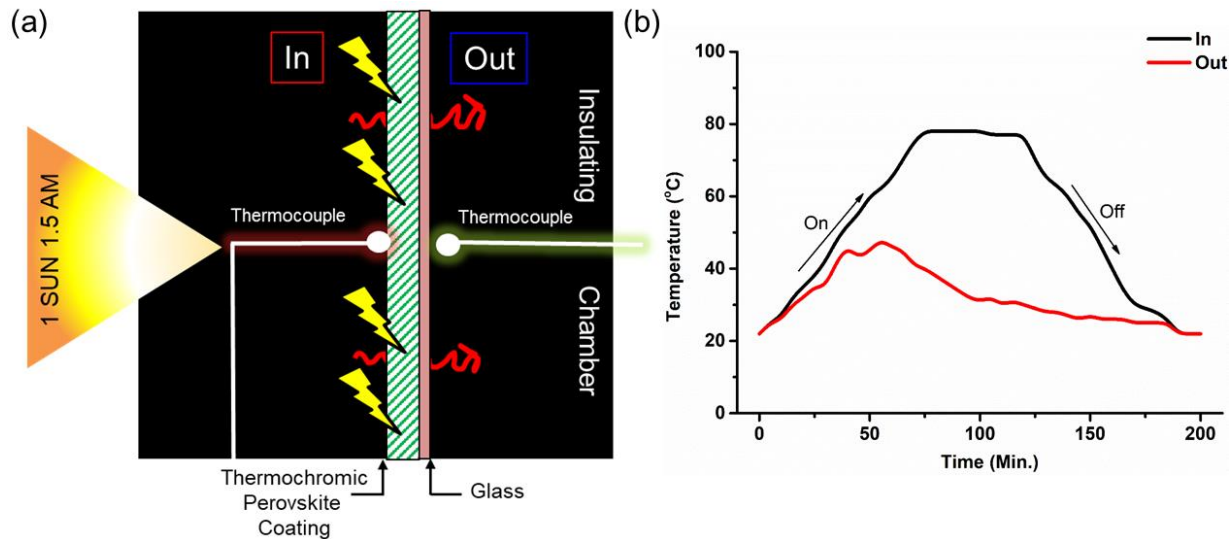 (a)
In
Out
Insulating
Chamber
Thermocouple
Thermocouple
1 SUN 1.5 AM
Thermochromic
Perovskite
Coating
Glass
(b)
In
Out
100
80
60
40
20
0
Temperature (°C)
On
Off
0 50 100 150 200
Time (Min.)